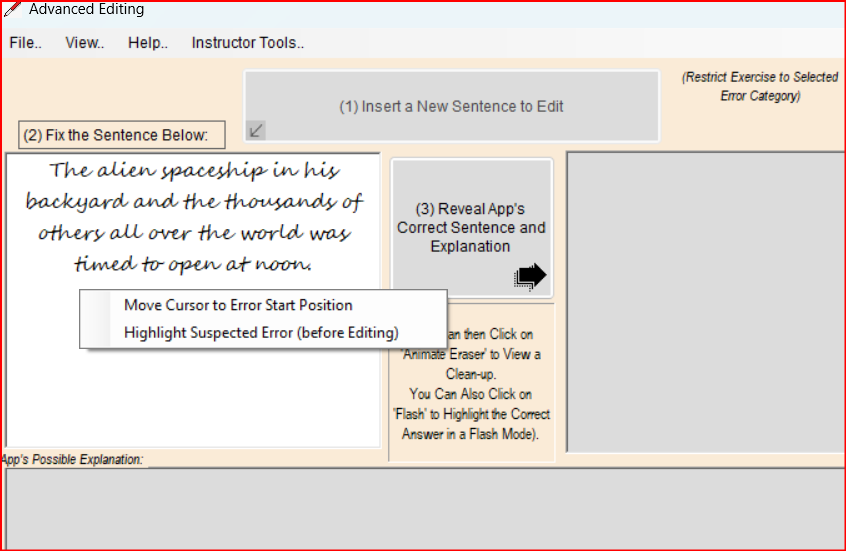 Advanced Editing
File.. View.. Help.. Instructor Tools..
(1) Insert a New Sentence to Edit
(Restrict Exercise to Selected
Error Category)
(2) Fix the Sentence Below:
The alien spaceship in his
backyard and the thousands of
others all over the world was
timed to open at noon.
(3) Reveal App's
Correct Sentence and
Explanation
Move Cursor to Error Start Position
Highlight Suspected Error (before Editing)
then Click on
'Animate Eraser' to View a
Clean-up.
You Can Also Click on
'Flash' to Highlight the Correct
Answer in a Flash Mode).
App's Possible Explanation: